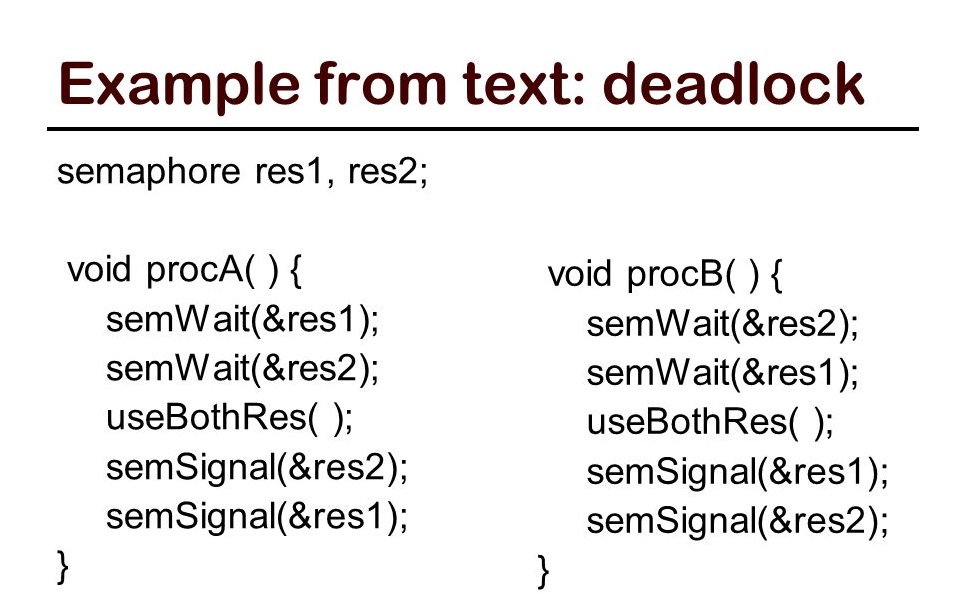 Example from text: deadlock
semaphore res1, res2;
void procA( ) {
semWait(&res1);
semWait(&res2);
useBothRes( );
semSignal(&res2);
semSignal(&res1);
}
void procB( ) {
semWait(&res2);
semWait(&res1);
useBothRes( );
semSignal(&res1);
semSignal(&res2);
}